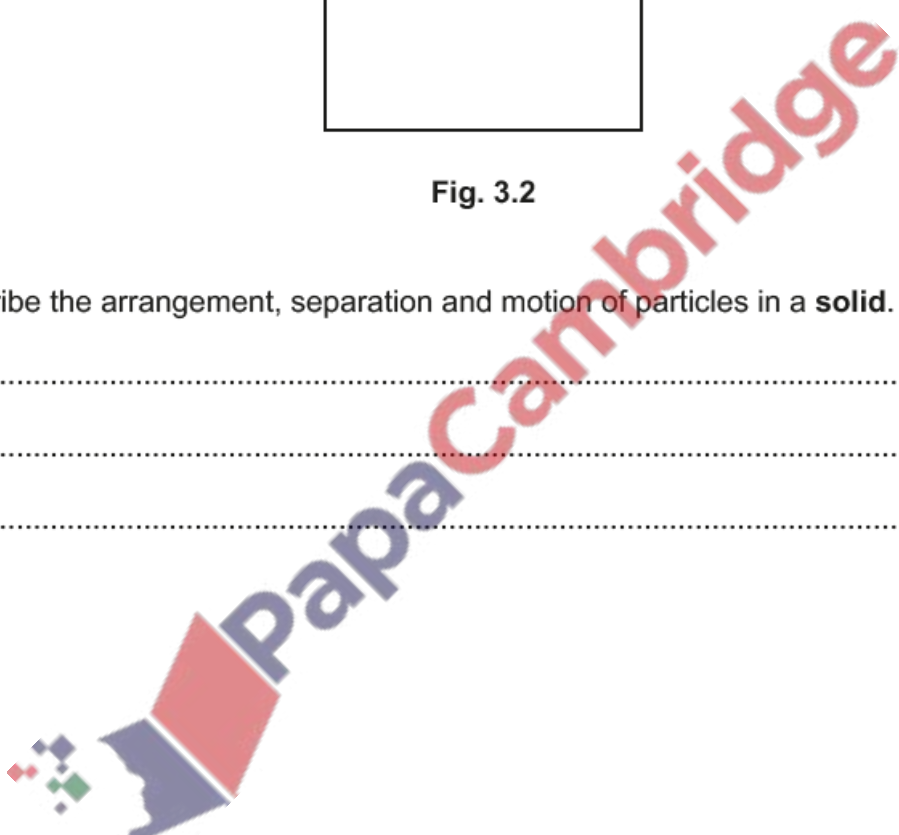 Fig. 3.2
ibe the arrangement, separation and motion of particles in a solid.
PapaCambridge